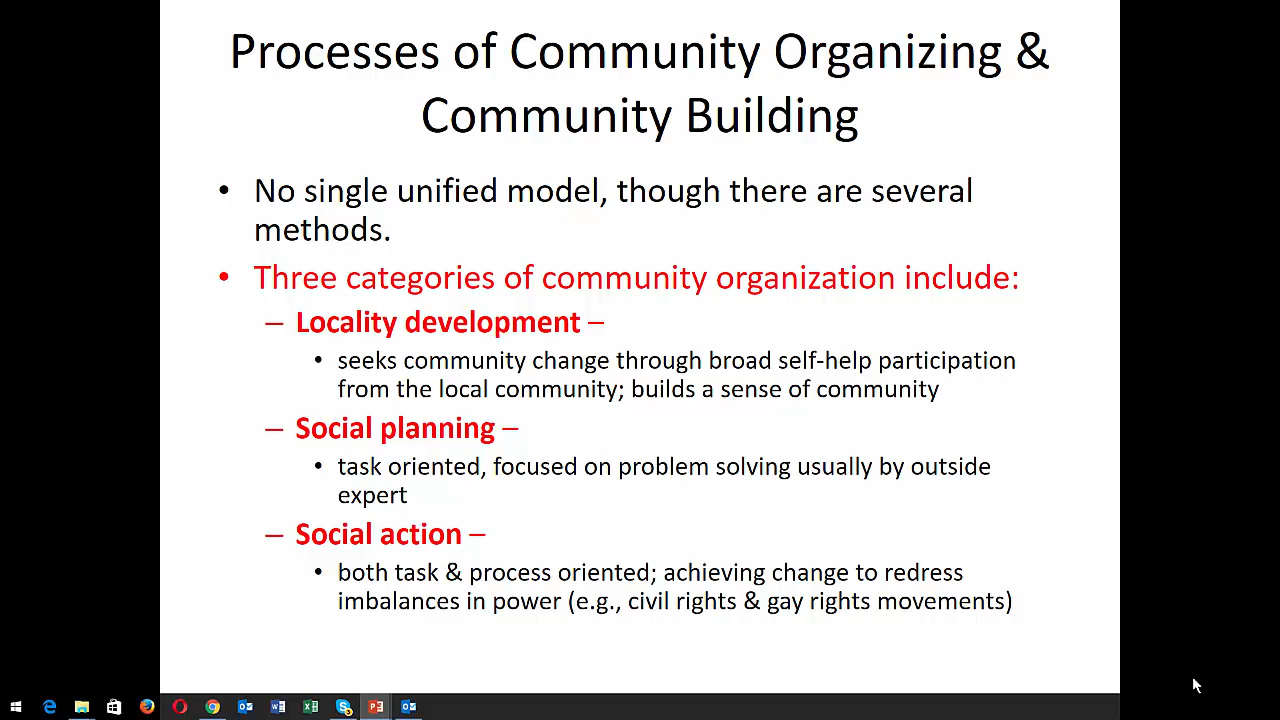 Processes of Community Organizing &
Community Building
• No single unified model, though there are several
methods.
• Three categories of community organization include:
– Locality development –
• seeks community change through broad self-help participation
from the local community; builds a sense of community
– Social planning –
• task oriented, focused on problem solving usually by outside
expert
– Social action –
• both task & process oriented; achieving change to redress
imbalances in power (e.g., civil rights & gay rights movements)